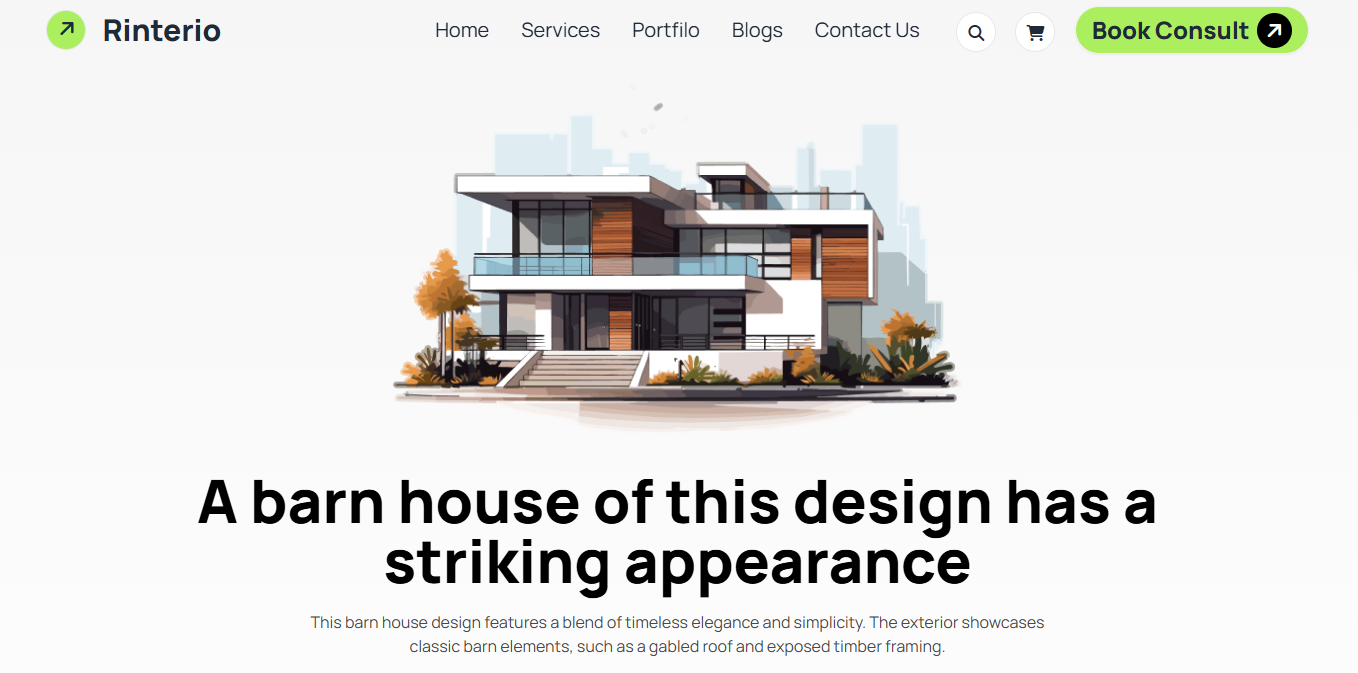 Rinterio
Home Services Portfilo Blogs Contact Us
Book Consult
A barn house of this design has a
striking appearance
This barn house design features a blend of timeless elegance and simplicity. The exterior showcases
classic barn elements, such as a gabled roof and exposed timber framing.